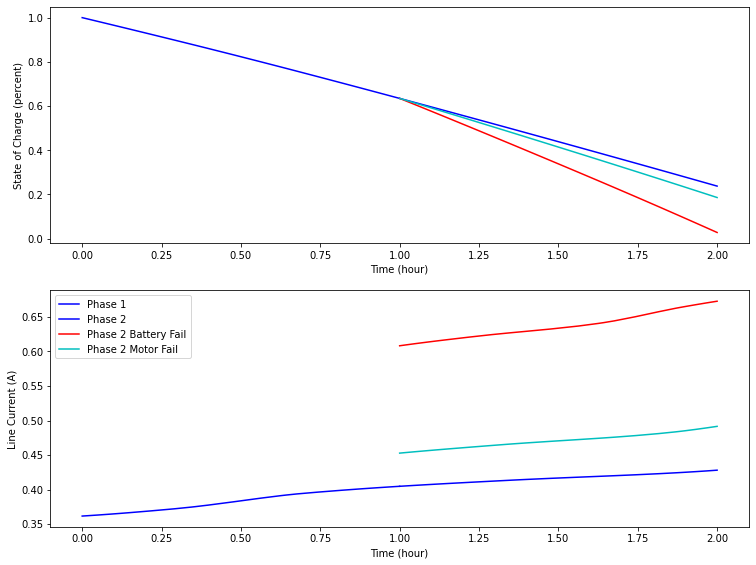 State of Charge (percent)
1.0
0.8
0.6
0.4
0.2
0.0
0.00 0.25 0.50 0.75 1.00 1.25 1.50 1.75 2.00
Time (hour)
Line Current (A)
0.65
0.60
0.55
0.50
0.45
0.40
0.35
Phase 1
Phase 2
Phase 2 Battery Fail
Phase 2 Motor Fail
0.00 0.25 0.50 0.75 1.00 1.25 1.50 1.75 2.00
Time (hour)